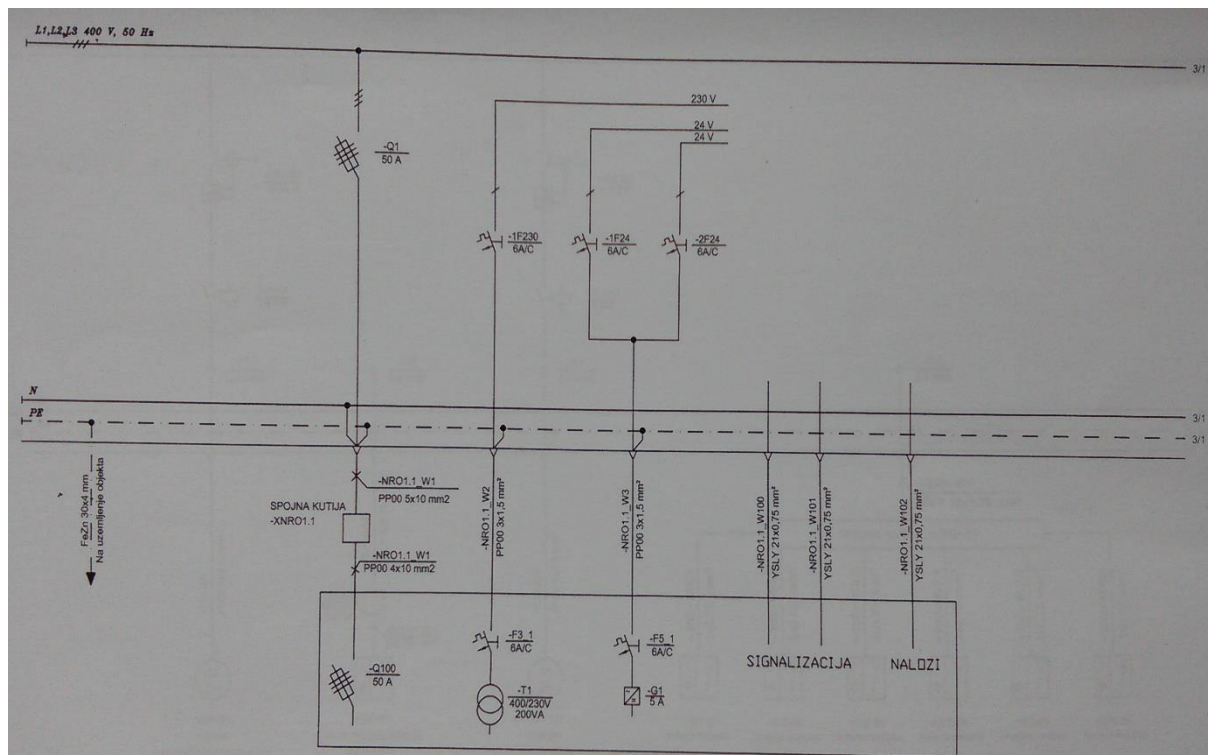 L1,L2,L3 400 V, 50 Hz
3/1
230 V
24 V
24 V
-Q1
50 A
-1F230
6A/C
-1F24
6A/C
-2F24
6A/C
N
3/1
PE
3/1
FeZn 30x4 mm
Na uzemljenje objekta
-NRO1.1_W1
PP00 5x10 mm2
SPOJNA KUTIJA
-XNRO1.1
-NRO1.1_W1
PP00 4x10 mm2
-NRO1.1_W2
PP00 3x1,5 mm²
-NRO1.1_W3
PP00 3x1,5 mm²
-NRO1.1_W100
YSLY 21x0,75 mm²
-NRO1.1_W101
YSLY 21x0,75 mm²
-NRO1.1_W102
YSLY 21x0,75 mm²
-F3_1
6A/C
-F5_1
6A/C
SIGNALIZACIJA
NALOZI
-Q100
50 A
-T1
400/230V
200VA
-G1
5 A